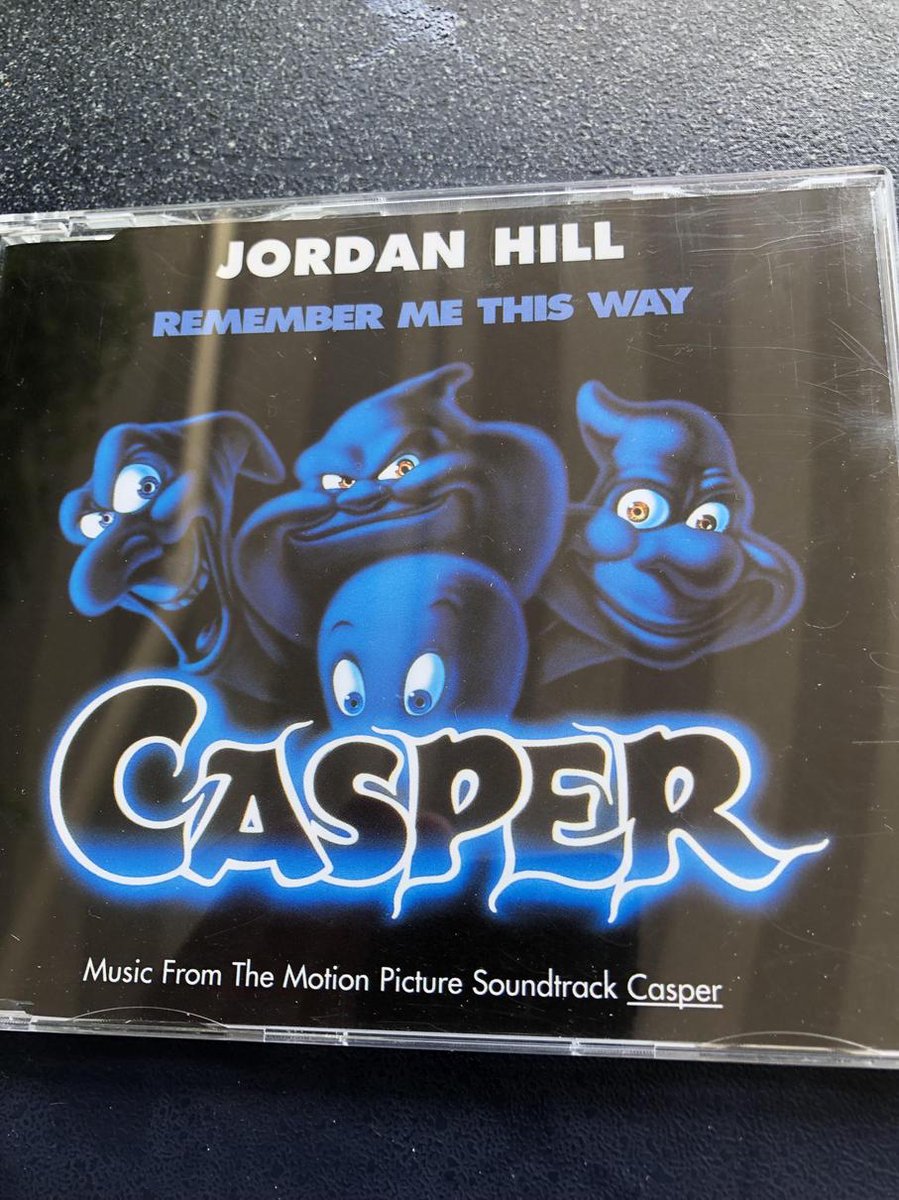 JORDAN HILL
REMEMBER ME THIS WAY
CASPER
Music From The Motion Picture Soundtrack Casper